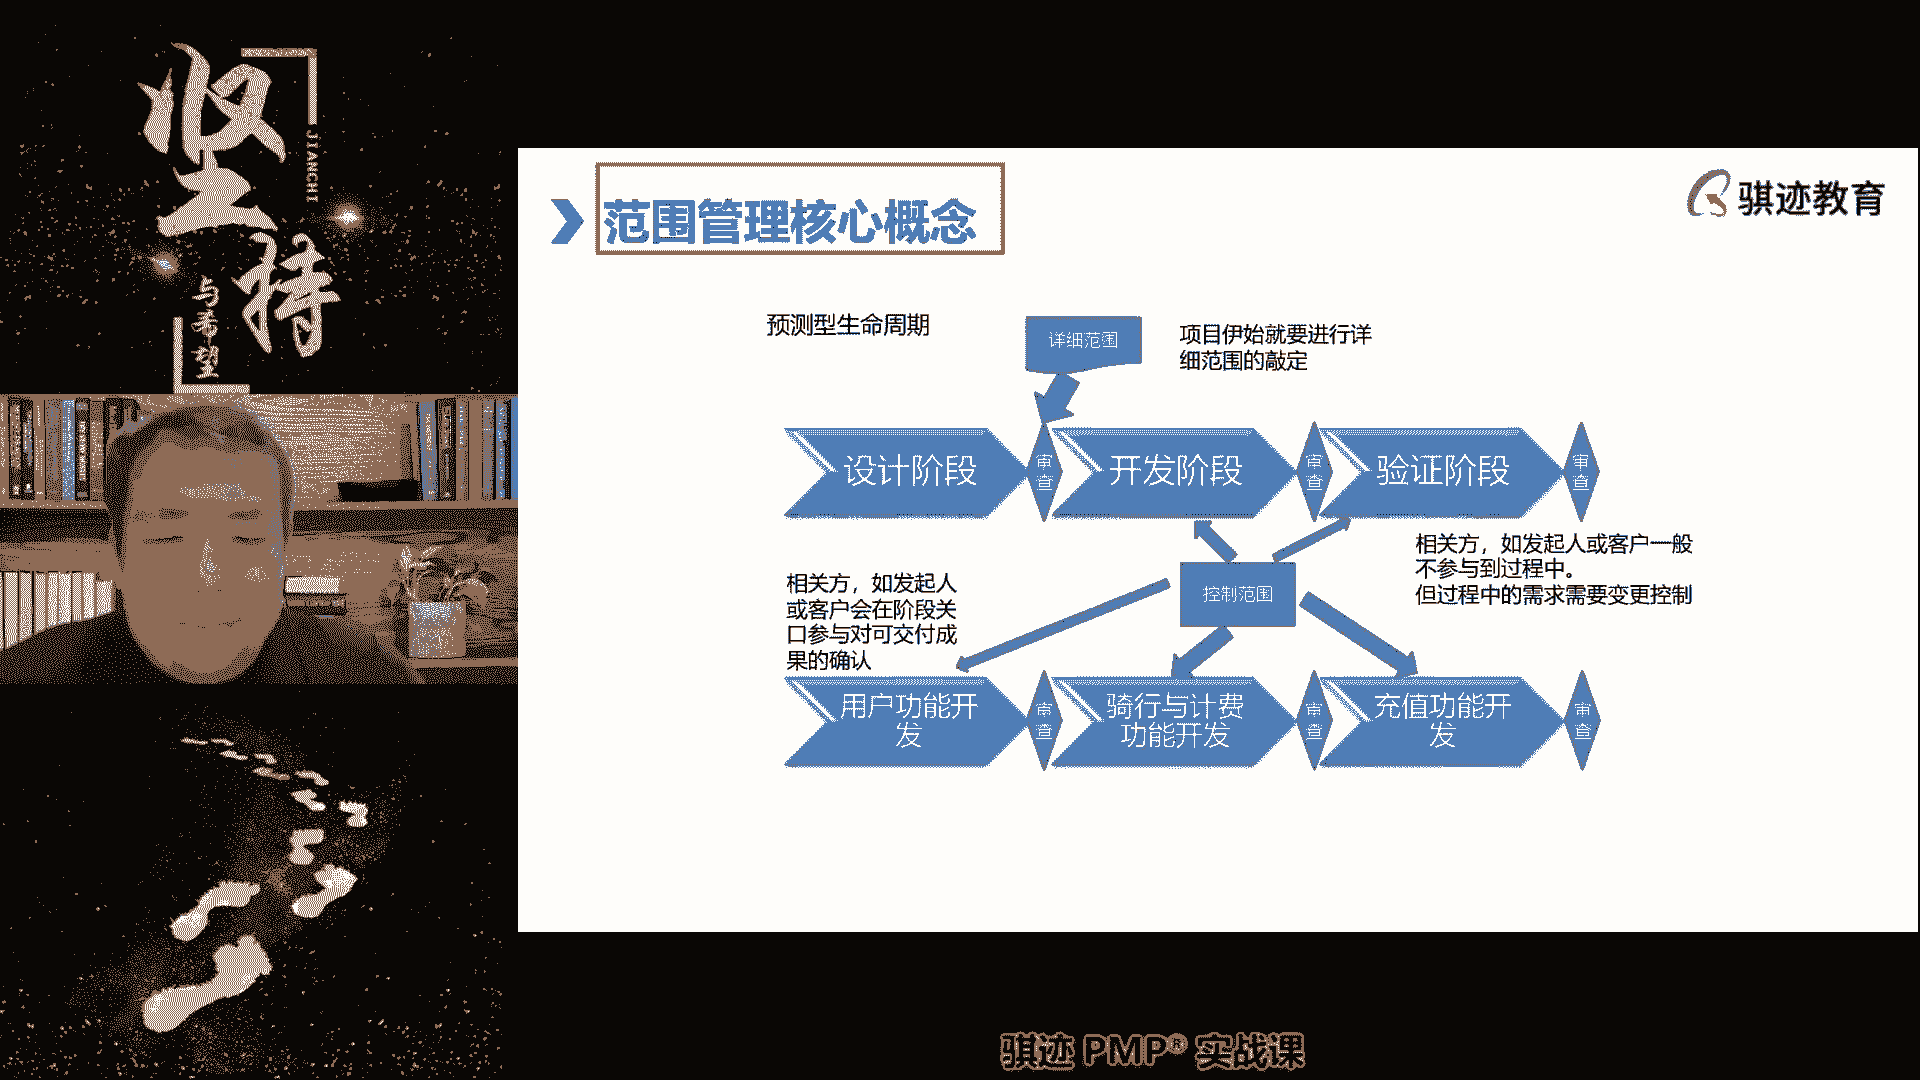 坚持
JIANCHI
与希望
范围管理核心概念
骐迹教育
预测型生命周期
详细范围
项目伊始就要进行详
细范围的敲定
设计阶段
审查
开发阶段
审查
验证阶段
审查
相关方，如发起人或客户一般
不参与到过程中。
但过程中的需求需要变更控制
控制范围
相关方，如发起人
或客户会在阶段关
口参与对可交付成
果的确认
用户功能开
发
审查
骑行与计费
功能开发
审查
充值功能开
发
审查
骐迹 PMP® 实战课